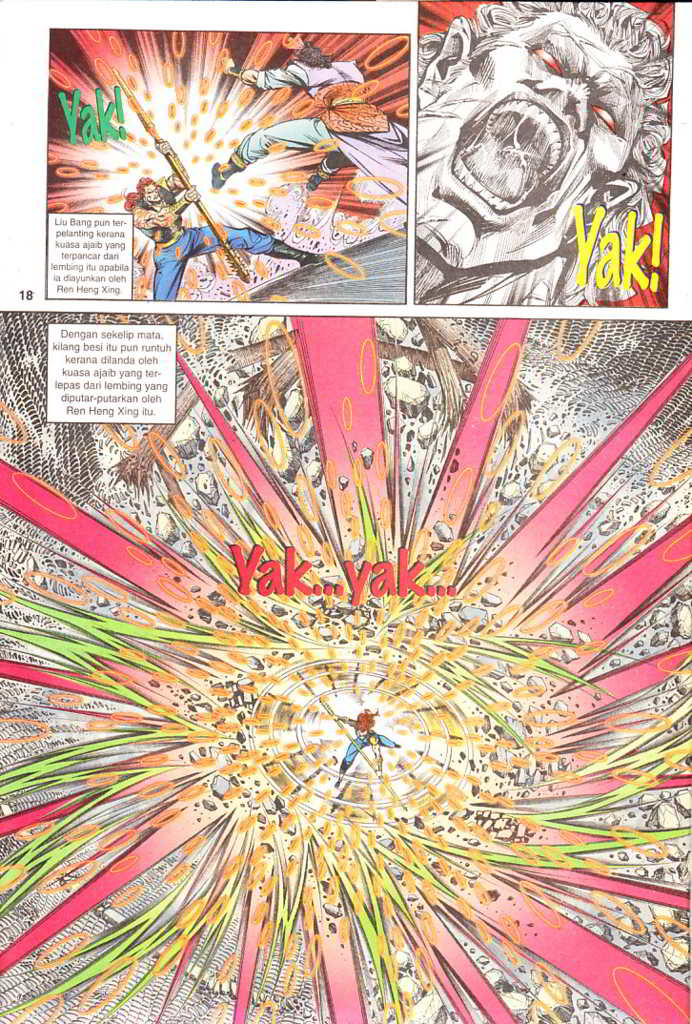 Yak!
Liu Bang pun ter-
pelanting kerana
kuasa ajaib yang
terpancar dari
lembing itu apabila
ia diayunkan oleh
Ren Heng Xing.
Yak!
18
Dengan sekelip mata,
kilang besi itu pun runtuh
kerana dilanda oleh
kuasa ajaib yang ter-
lepas dari lembing yang
diputar-putarkan oleh
Ren Heng Xing itu.
Yak...yak...